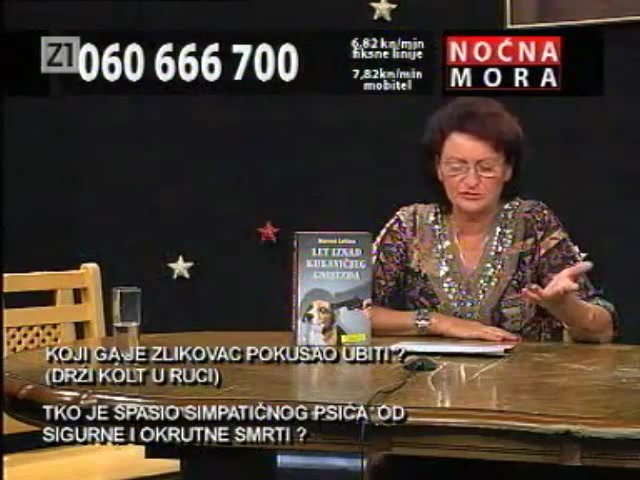 Z1 060 666 700
6,82 kn/min
fiksne linije
7,82kn/min
mobitel
NOĆNA
MORA
LET IZNAD
KUKAVIČJEG
GNIJEZDA
KOJI GA JE ZLIKOVAC POKUŠAO UBITI ?
(DRŽI KOLT U RUCI)
TKO JE SPASIO SIMPATIČNOG PSIĆA OD
SIGURNE I OKRUTNE SMRTI ?